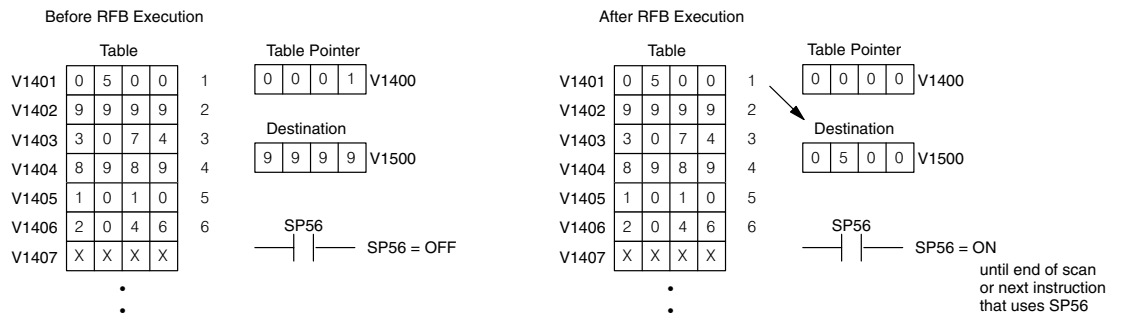 Before RFB Execution
Table
Table Pointer
V1401 0 5 0 0 1
0 0 0 1 V1400
V1402 9 9 9 9 2
V1403 3 0 7 4 3
Destination
V1404 8 9 8 9 4
9 9 9 9 V1500
V1405 1 0 1 0 5
V1406 2 0 4 6 6
SP56
SP56 = OFF
V1407 X X X X
After RFB Execution
Table
Table Pointer
V1401 0 5 0 0 1
0 0 0 0 V1400
V1402 9 9 9 9 2
V1403 3 0 7 4 3
Destination
V1404 8 9 8 9 4
0 5 0 0 V1500
V1405 1 0 1 0 5
V1406 2 0 4 6 6
SP56
SP56 = ON
V1407 X X X X
until end of scan
or next instruction
that uses SP56